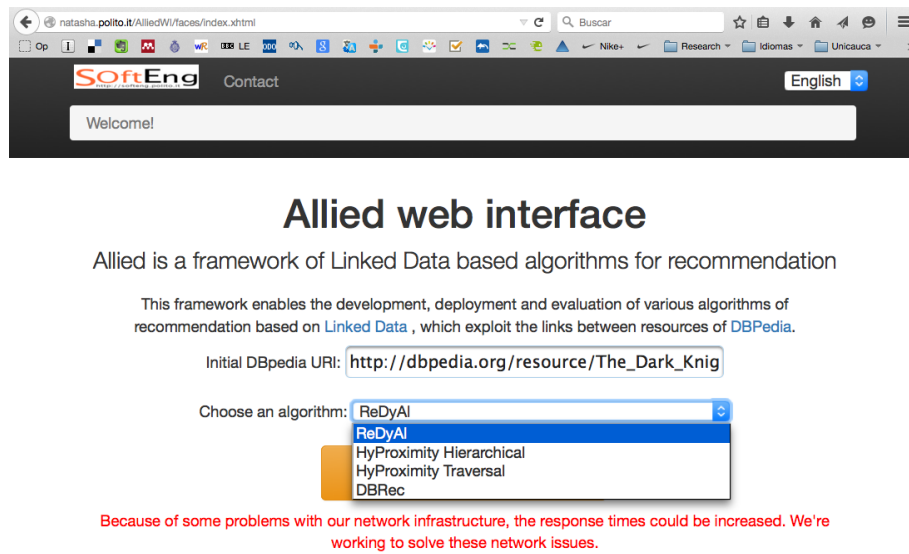 natasha.polito.it/AlliedWI/faces/index.xhtml Buscar
Op LE Nike+ Research Idiomas Unicauca
SOftEng Contact English
http://softeng.polito.it
Welcome!
Allied web interface
Allied is a framework of Linked Data based algorithms for recommendation
This framework enables the development, deployment and evaluation of various algorithms of
recommendation based on Linked Data , which exploit the links between resources of DBPedia.
Initial DBpedia URI: http://dbpedia.org/resource/The_Dark_Knig
Choose an algorithm: ReDyAl
ReDyAl
HyProximity Hierarchical
HyProximity Traversal
DBRec
Because of some problems with our network infrastructure, the response times could be increased. We're
working to solve these network issues.